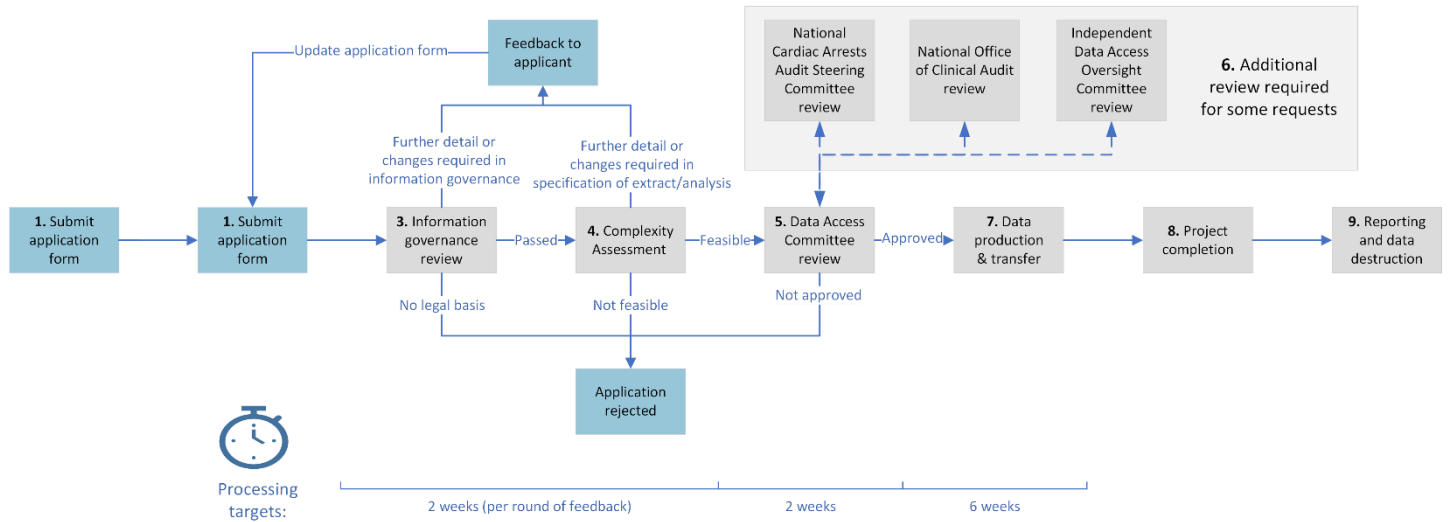 Feedback to
applicant
Update application form
National
Cardiac Arrests
Audit Steering
Committee
review
National Office
of Clinical Audit
review
Independent
Data Access
Oversight
Committee
review
6. Additional
review required
for some requests
Further detail or
changes required in
information governance
Further detail or
changes required in
specification of extract/analysis
1. Submit
application
form
1. Submit
application
form
3. Information
governance
review
Passed
4. Complexity
Assessment
Feasible
5. Data Access
Committee
review
Approved
7. Data
production
& transfer
8. Project
completion
9. Reporting
and data
destruction
No legal basis
Not feasible
Not approved
Application
rejected
Processing
targets:
2 weeks (per round of feedback)
2 weeks
6 weeks